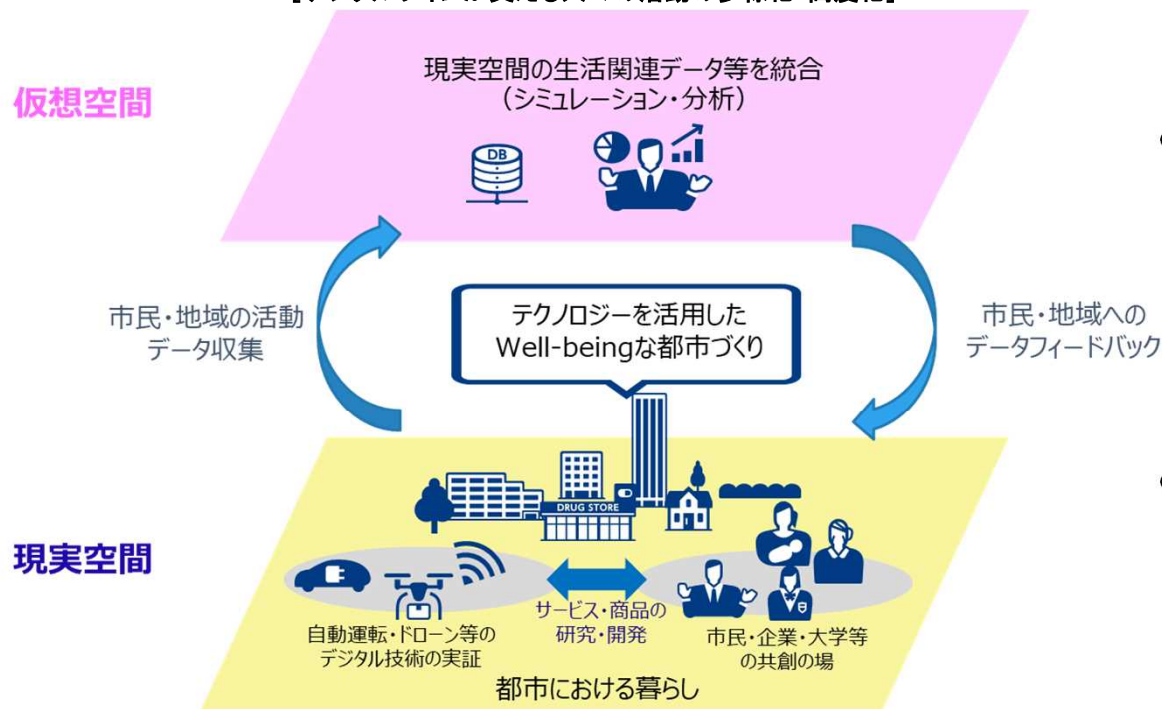 現実空間の生活関連データ等を統合
(シミュレーション・分析)
仮想空間
DB
市民・地域の活動
データ収集
テクノロジーを活用した
Well-beingな都市づくり
市民・地域への
データフィードバック
現実空間
DRUG STORE
サービス・商品の
研究・開発
自動運転・ドローン等の
デジタル技術の実証
市民・企業・大学等
の共創の場
都市における暮らし